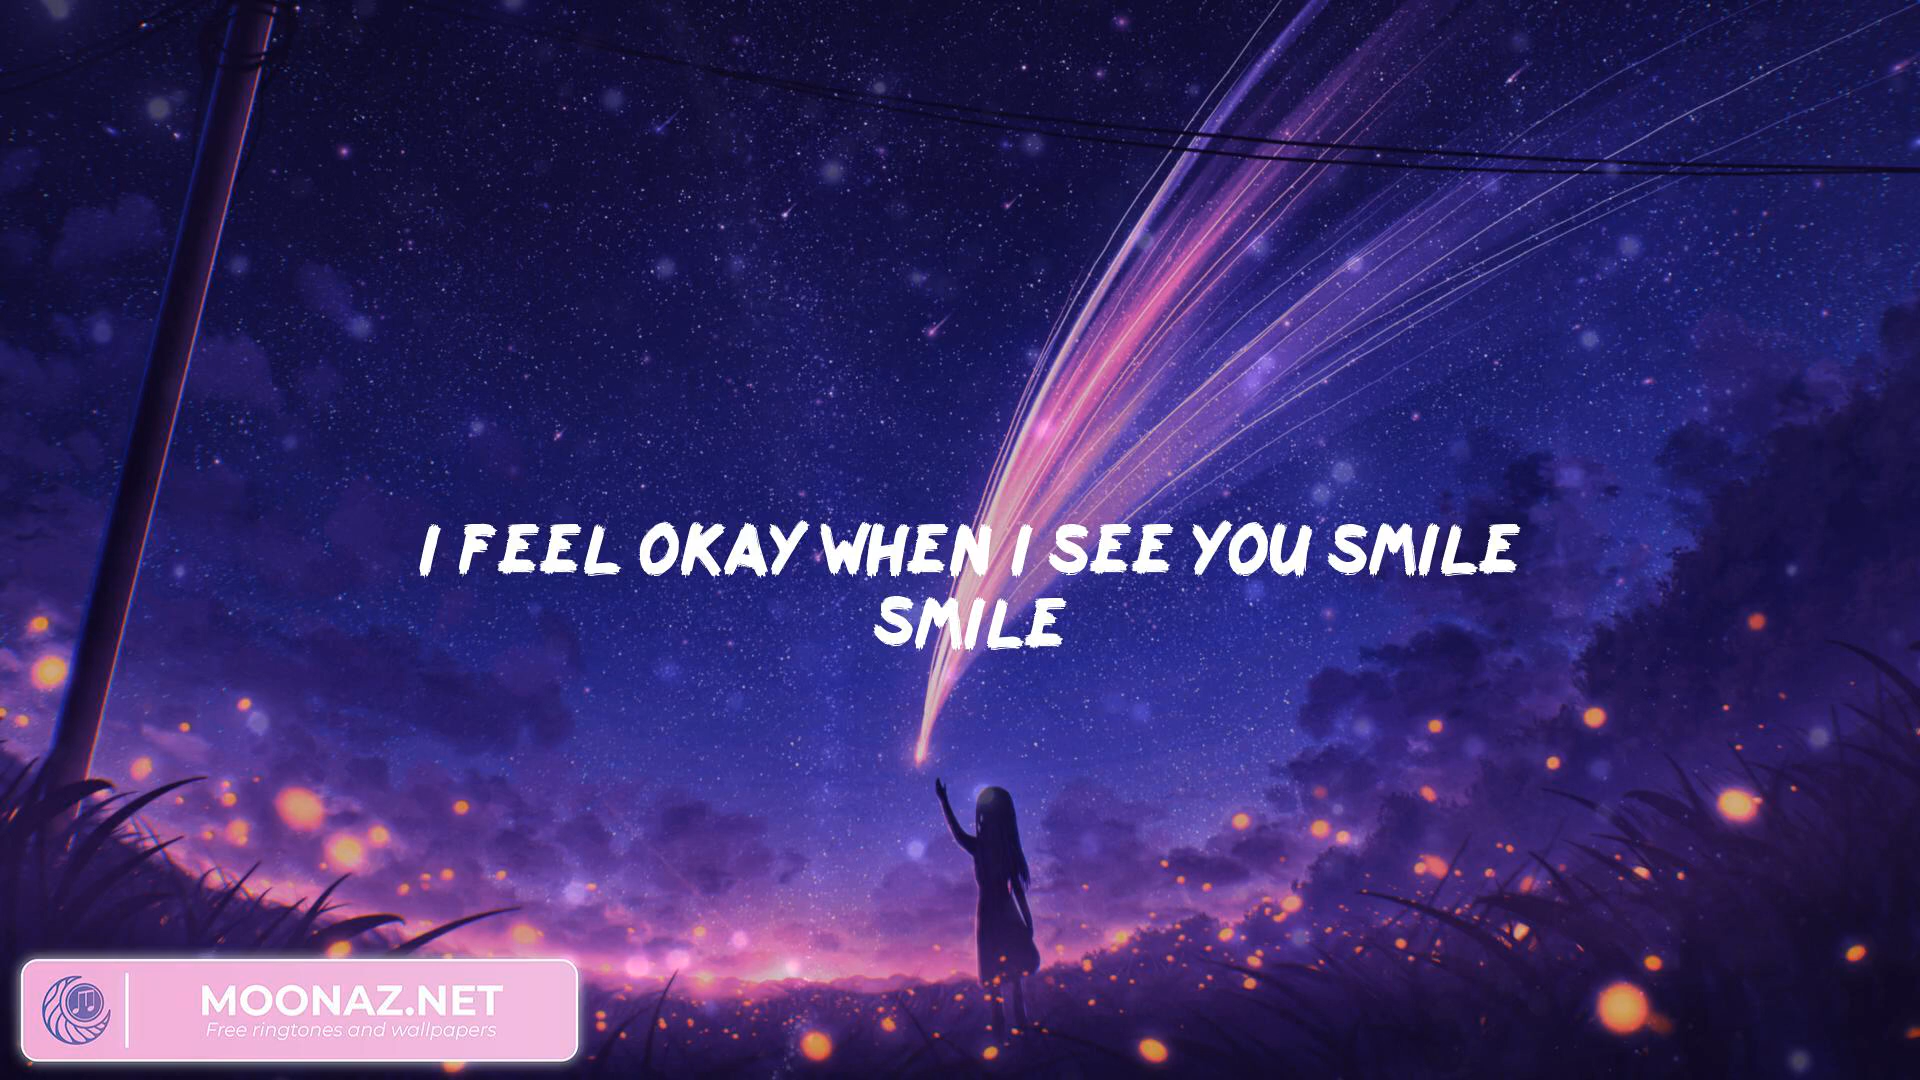 I FEEL OKAY WHEN I SEE YOU SMILE
SMILE
MOONAZ.NET
Free ringtones and wallpapers